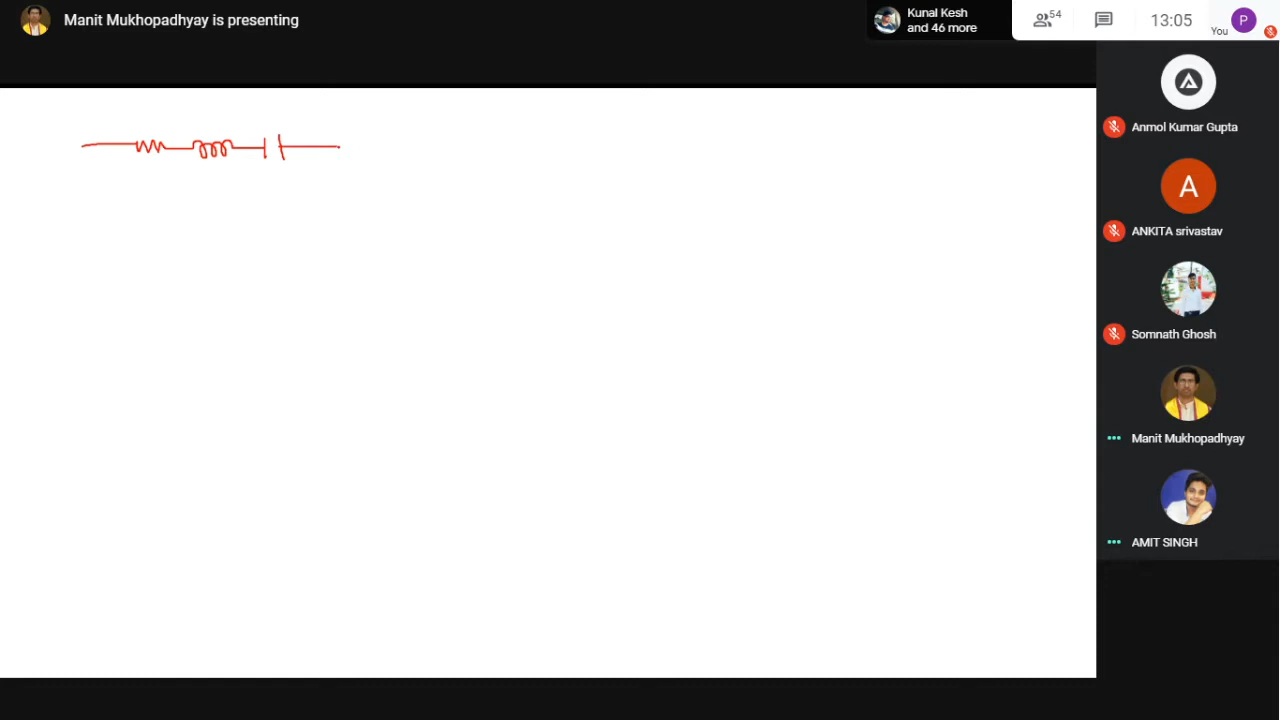 Manit Mukhopadhyay is presenting
Kunal Kesh
and 46 more
54
13:05
You
P
Anmol Kumar Gupta
A
ANKITA srivastav
Somnath Ghosh
Manit Mukhopadhyay
AMIT SINGH